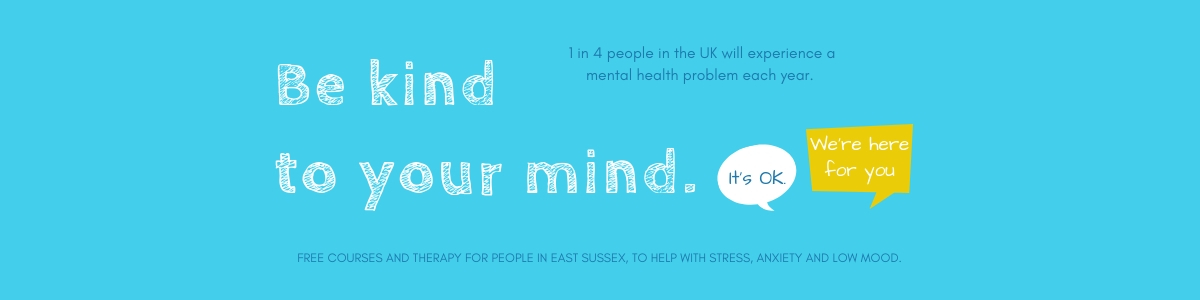 1 in 4 people in the UK will experience a
mental health problem each year.
Be kind
to your mind.
It's OK.
We're here
for you
FREE COURSES AND THERAPY FOR PEOPLE IN EAST SUSSEX, TO HELP WITH STRESS, ANXIETY AND LOW MOOD.